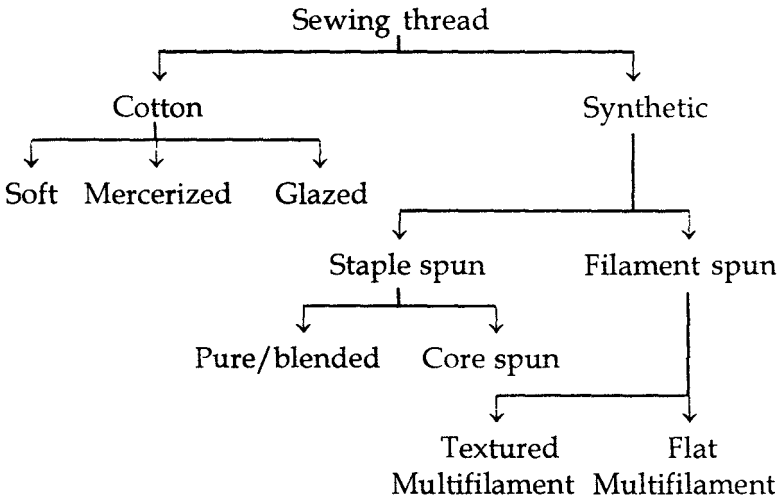 Sewing thread
Cotton Synthetic
Soft Mercerized Glazed
Staple spun Filament spun
Pure/blended Core spun
Textured Flat
Multifilament Multifilament